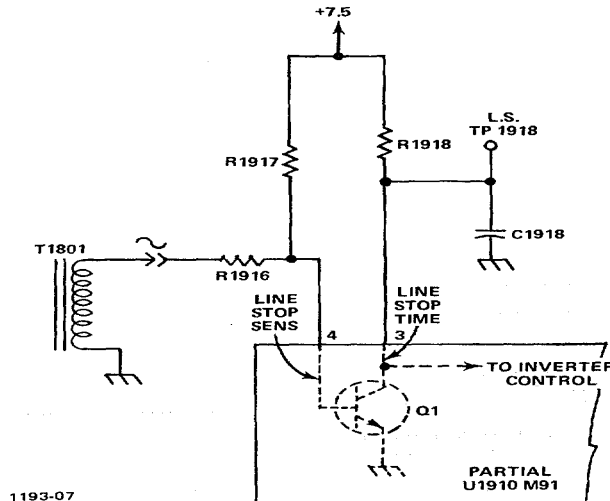 +7.5
L.S.
TP 1918
R1917
R1918
C1918
T1801
R1916
LINE
STOP
SENS
4
3
LINE
STOP
TIME
TO INVERTER
CONTROL
Q1
PARTIAL
U1910 M91
1193-07